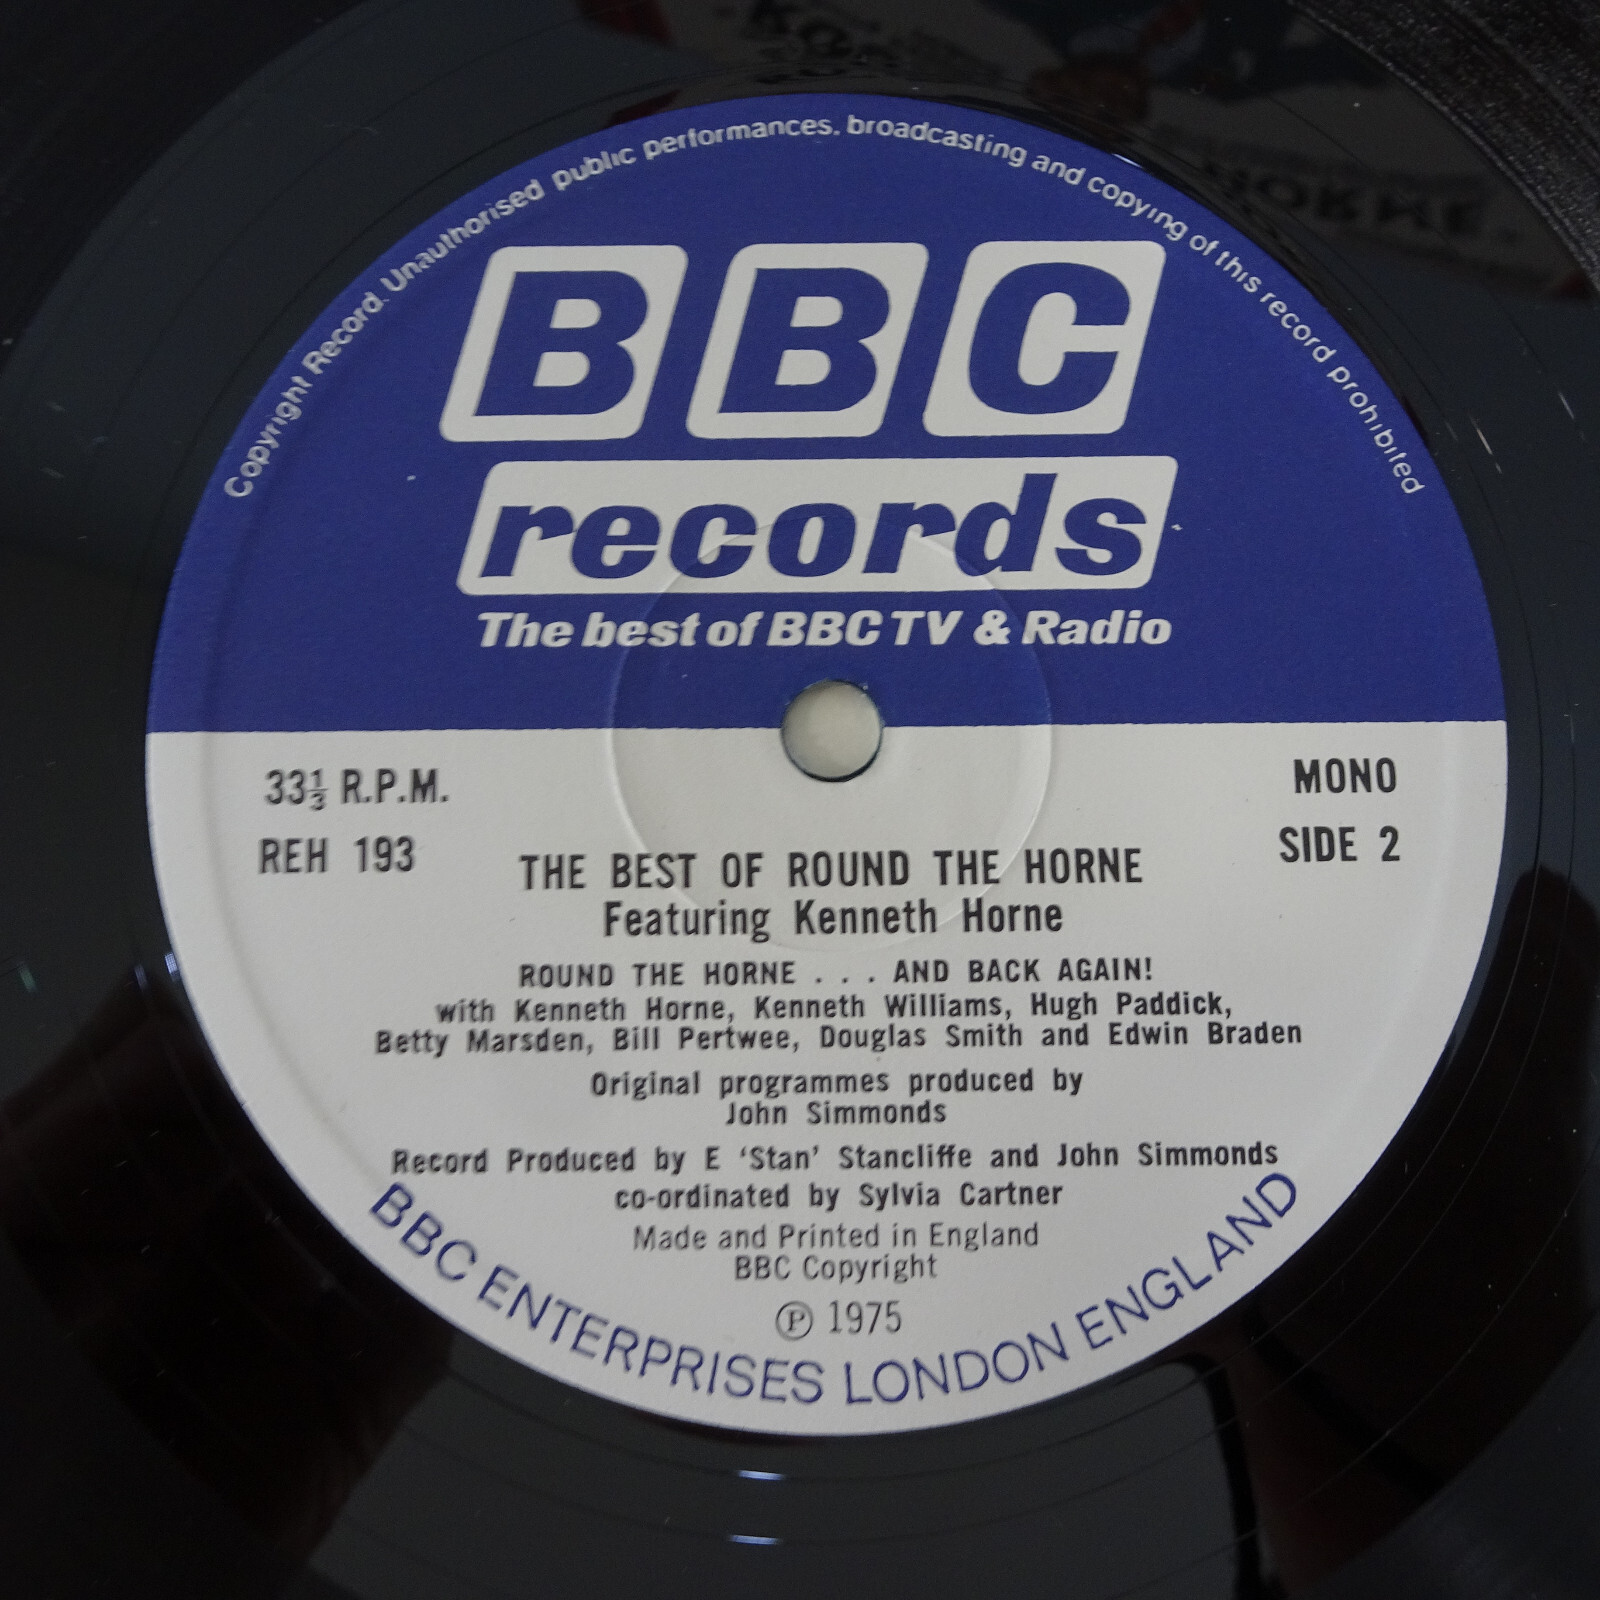 Copyright Record. Unauthorised public performances, broadcasting and copying of this record prohibited
BBC
records
The best of BBC TV & Radio
33⅓ R.P.M.
MONO
REH 193
SIDE 2
THE BEST OF ROUND THE HORNE
Featuring Kenneth Horne
ROUND THE HORNE . . . AND BACK AGAIN!
with Kenneth Horne, Kenneth Williams, Hugh Paddick,
Betty Marsden, Bill Pertwee, Douglas Smith and Edwin Braden
Original programmes produced by
John Simmonds
Record Produced by E ‘Stan’ Stancliffe and John Simmonds
co-ordinated by Sylvia Cartner
Made and Printed in England
BBC Copyright
Ⓟ 1975
BBC ENTERPRISES LONDON ENGLAND